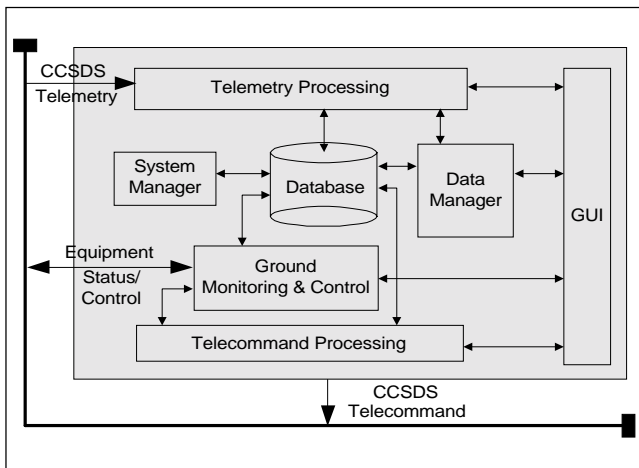 CCSDS
Telemetry
Telemetry Processing
System
Manager
Database
Data
Manager
GUI
Equipment
Status/
Control
Ground
Monitoring & Control
Telecommand Processing
CCSDS
Telecommand